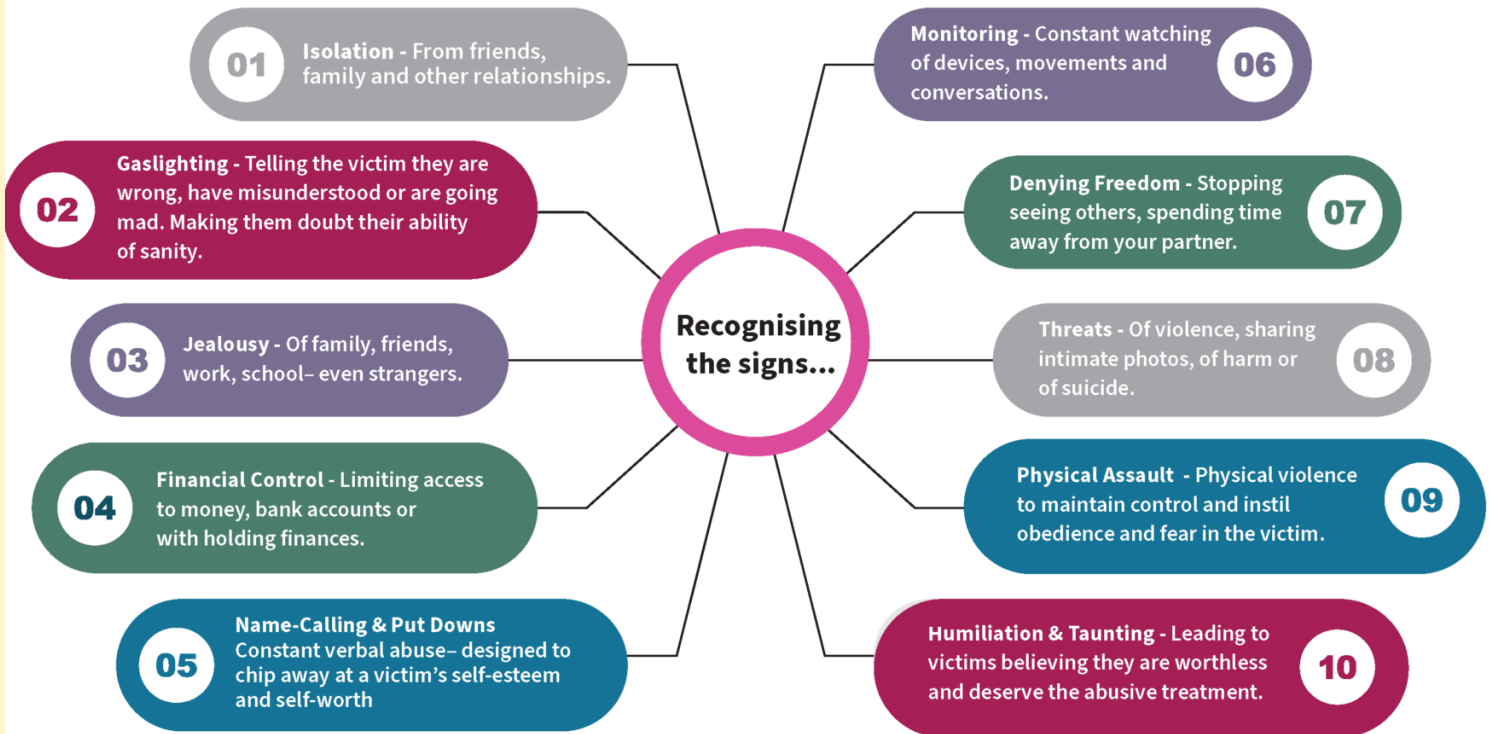 01
Isolation - From friends,
family and other relationships.
02
Gaslighting - Telling the victim they are
wrong, have misunderstood or are going
mad. Making them doubt their ability
of sanity.
03
Jealousy - Of family, friends,
work, school– even strangers.
04
Financial Control - Limiting access
to money, bank accounts or
with holding finances.
05
Name-Calling & Put Downs
Constant verbal abuse– designed to
chip away at a victim’s self-esteem
and self-worth
Recognising
the signs...
Monitoring - Constant watching
of devices, movements and
conversations.
06
Denying Freedom - Stopping
seeing others, spending time
away from your partner.
07
Threats - Of violence, sharing
intimate photos, of harm or
of suicide.
08
Physical Assault - Physical violence
to maintain control and instil
obedience and fear in the victim.
09
Humiliation & Taunting - Leading to
victims believing they are worthless
and deserve the abusive treatment.
10